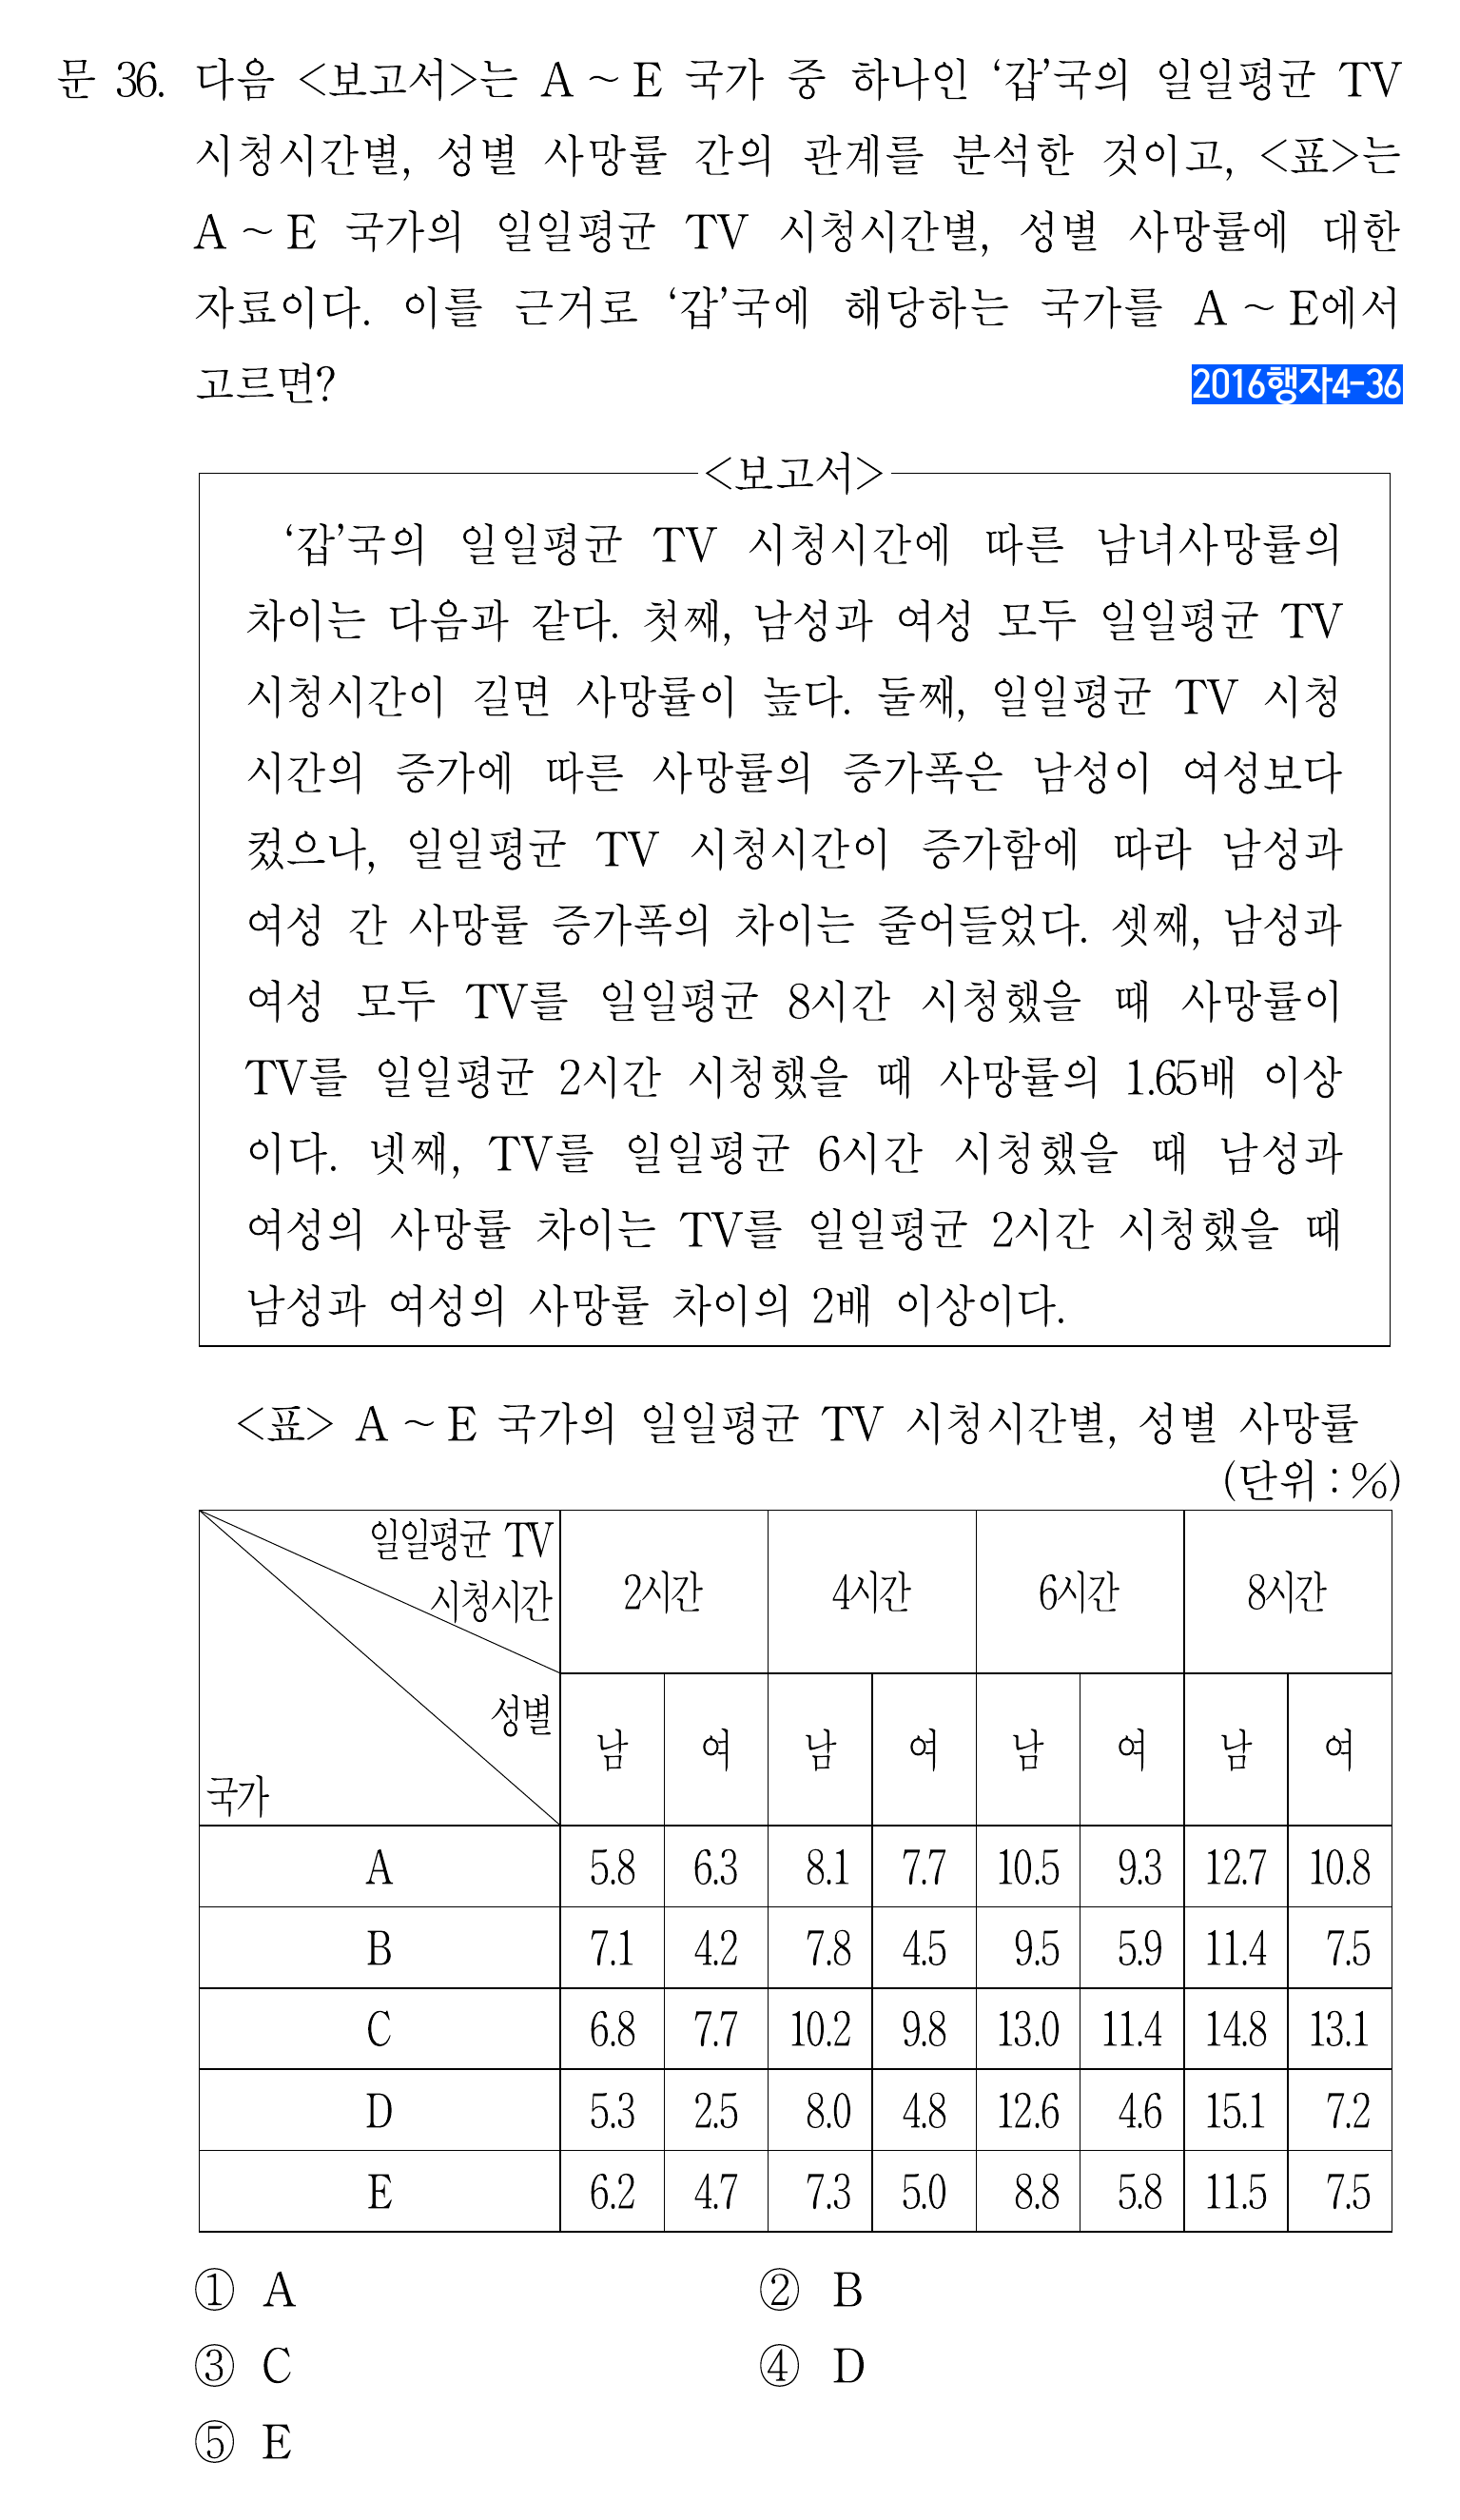 문 36. 다음 <보고서>는 A ~ E 국가 중 하나인 ‘갑’국의 일일평균 TV
시청시간별, 성별 사망률 간의 관계를 분석한 것이고, <표>는
A ~ E 국가의 일일평균 TV 시청시간별, 성별 사망률에 대한
자료이다. 이를 근거로 ‘갑’국에 해당하는 국가를 A ~ E에서
고르면? 2016행자4-36
<보고서>
‘갑’국의 일일평균 TV 시청시간에 따른 남녀사망률의
차이는 다음과 같다. 첫째, 남성과 여성 모두 일일평균 TV
시청시간이 길면 사망률이 높다. 둘째, 일일평균 TV 시청
시간의 증가에 따른 사망률의 증가폭은 남성이 여성보다
컸으나, 일일평균 TV 시청시간이 증가함에 따라 남성과
여성 간 사망률 증가폭의 차이는 줄어들었다. 셋째, 남성과
여성 모두 TV를 일일평균 8시간 시청했을 때 사망률이
TV를 일일평균 2시간 시청했을 때 사망률의 1.65배 이상
이다. 넷째, TV를 일일평균 6시간 시청했을 때 남성과
여성의 사망률 차이는 TV를 일일평균 2시간 시청했을 때
남성과 여성의 사망률 차이의 2배 이상이다.
<표> A ~ E 국가의 일일평균 TV 시청시간별, 성별 사망률
(단위 : %)
일일평균 TV
시청시간 2시간 4시간 6시간 8시간
성별 남 여 남 여 남 여 남 여
국가
A 5.8 6.3 8.1 7.7 10.5 9.3 12.7 10.8
B 7.1 4.2 7.8 4.5 9.5 5.9 11.4 7.5
C 6.8 7.7 10.2 9.8 13.0 11.4 14.8 13.1
D 5.3 2.5 8.0 4.8 12.6 4.6 15.1 7.2
E 6.2 4.7 7.3 5.0 8.8 5.8 11.5 7.5
① A ② B
③ C ④ D
⑤ E